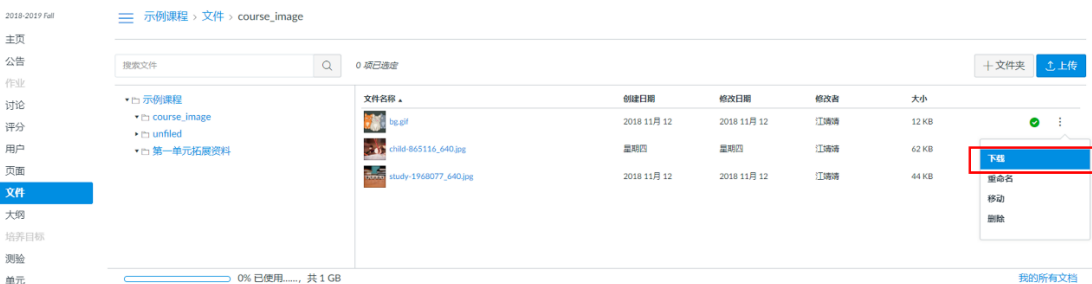 2018-2019 Fall
示例课程 › 文件 › course_image
主页
公告
作业
讨论
评分
用户
页面
文件
大纲
培养目标
测验
单元
搜索文件
0 项已选定
文件夹
上传
示例课程
course_image
unfiled
第一单元拓展资料
文件名称 创建日期 修改日期 修改者 大小
bg.gif 2018 11月 12 2018 11月 12 江婧婧 12 KB
child-865116_640.jpg 星期四 星期四 江婧婧 62 KB
study-1968077_640.jpg 2018 11月 12 2018 11月 12 江婧婧 44 KB
下载
重命名
移动
删除
0% 已使用......, 共 1 GB
我的所有文档